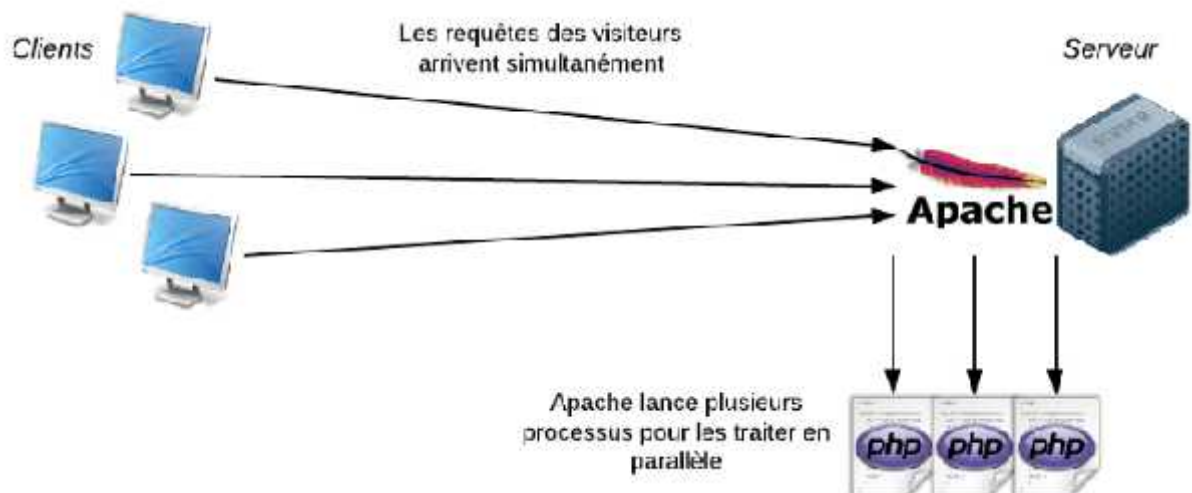 Clients
Les requêtes des visiteurs
arrivent simultanément
Serveur
Apache
Apache lance plusieurs
processus pour les traiter en
parallèle
php
php
php